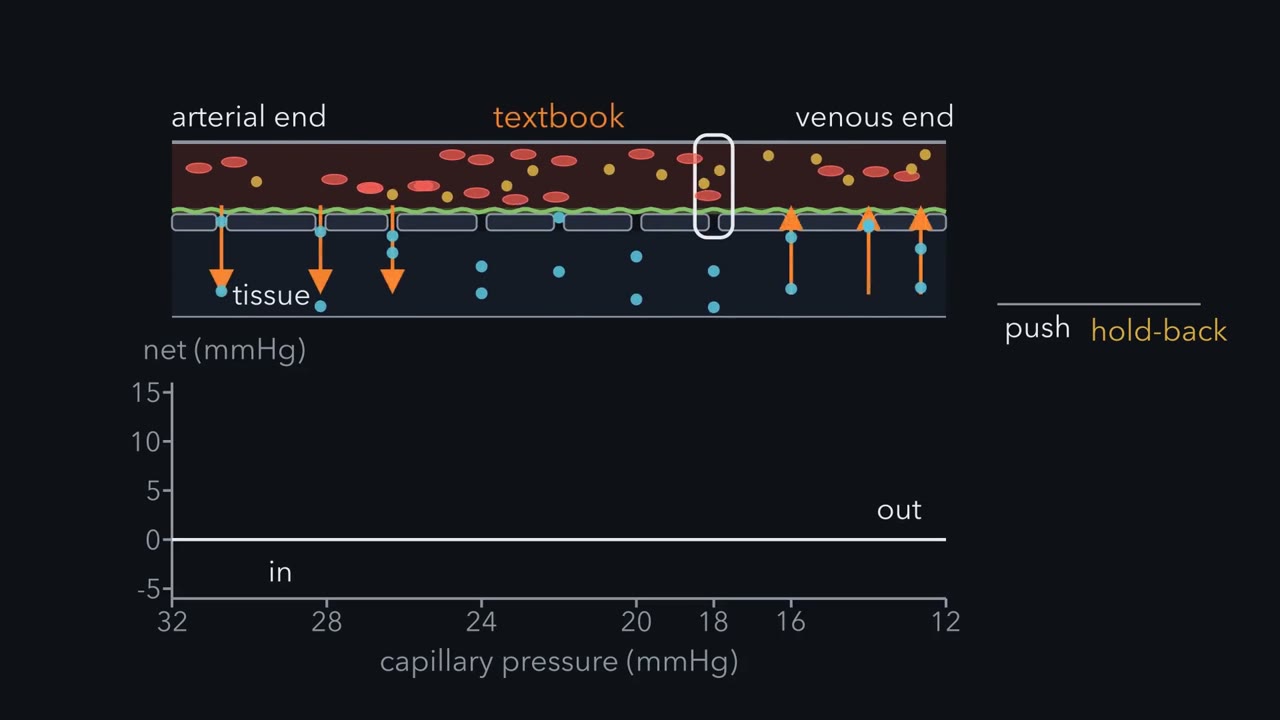 arterial end
textbook
venous end
tissue
push
hold-back
net (mmHg)
15
10
5
0
-5
out
in
32
28
24
20
18
16
12
capillary pressure (mmHg)